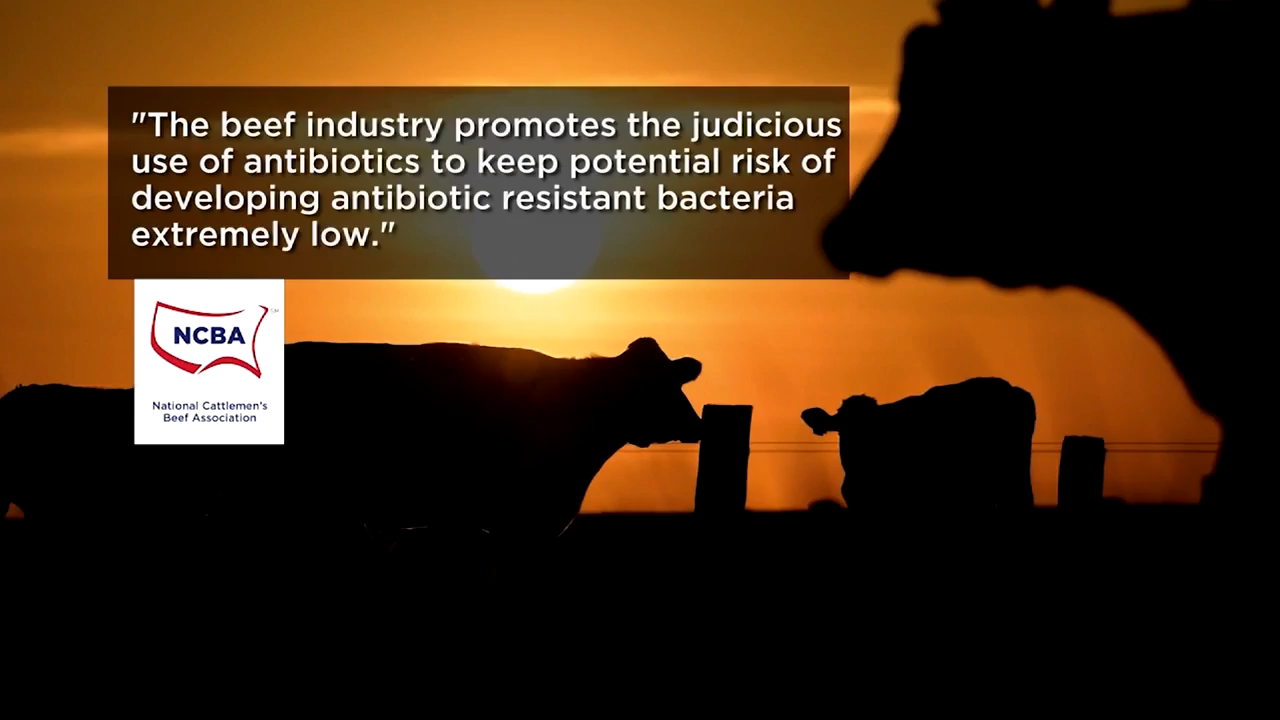 "The beef industry promotes the judicious
use of antibiotics to keep potential risk of
developing antibiotic resistant bacteria
extremely low."
NCBA
SM
National Cattlemen's
Beef Association